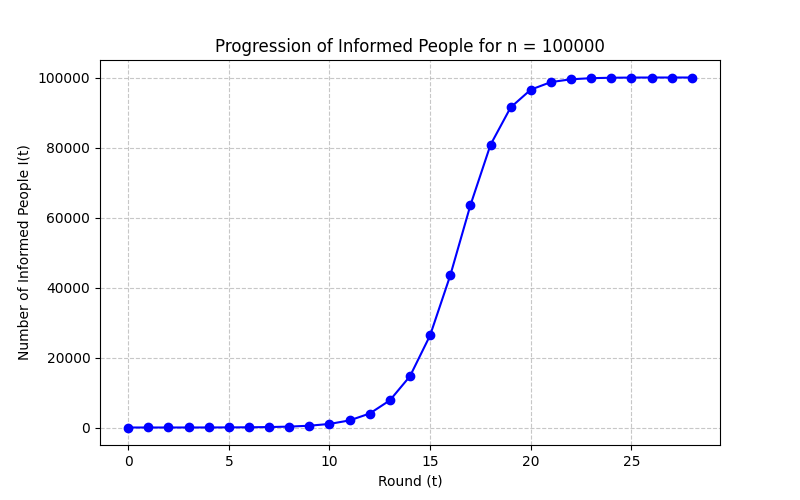 Progression of Informed People for n = 100000
Number of Informed People I(t)
100000
80000
60000
40000
20000
0
0 5 10 15 20 25
Round (t)